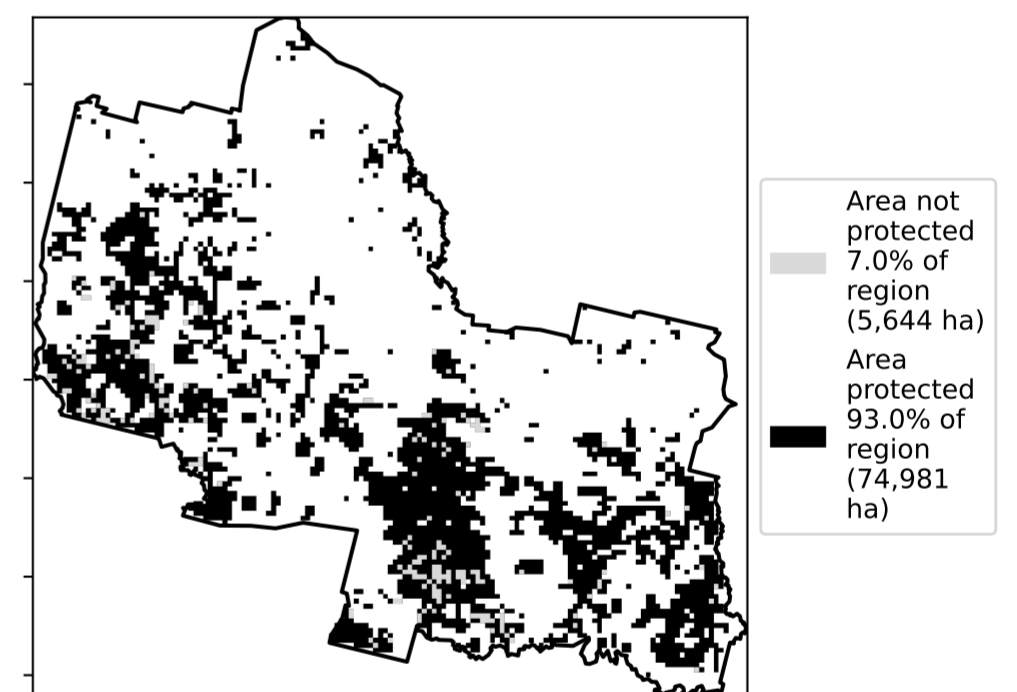 Area not
protected
7.0% of
region
(5,644 ha)
Area
protected
93.0% of
region
(74,981
ha)